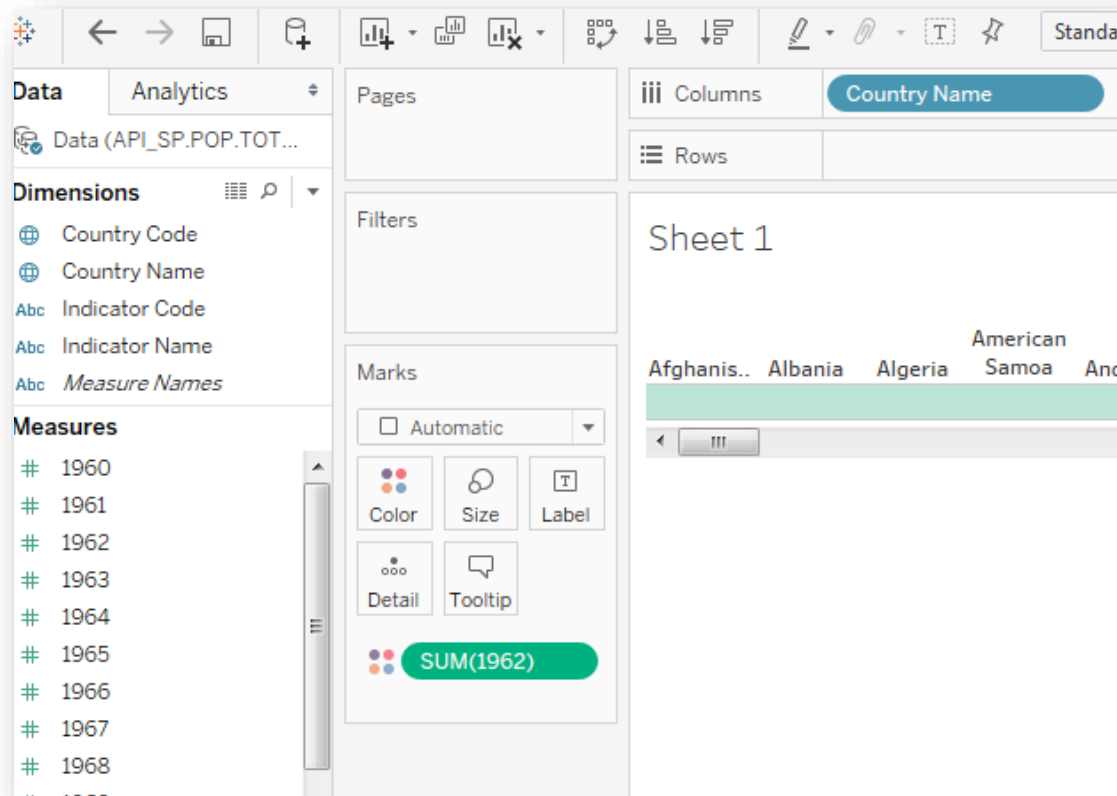 Standa
Data
Analytics
Data (API_SP.POP.TOT...
Dimensions
Country Code
Country Name
Abc Indicator Code
Abc Indicator Name
Abc Measure Names
Measures
# 1960
# 1961
# 1962
# 1963
# 1964
# 1965
# 1966
# 1967
# 1968
Pages
Filters
Marks
Automatic
Color
Size
T
Label
Detail
Tooltip
SUM(1962)
Columns
Country Name
Rows
Sheet 1
Afghanis.. Albania Algeria American Samoa And